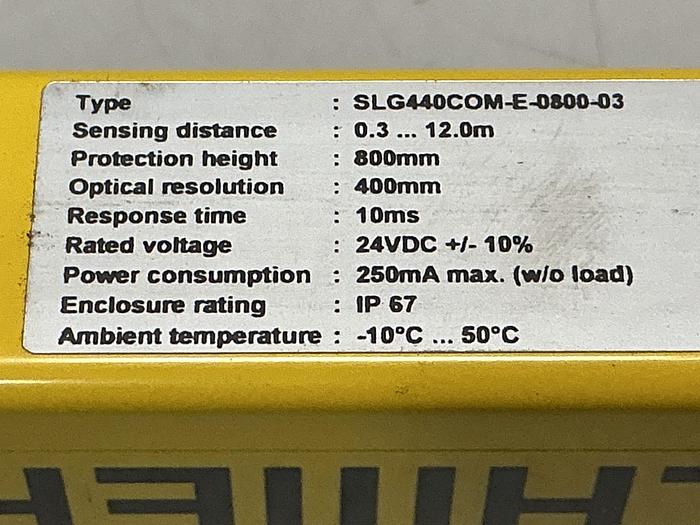 Type : SLG440COM-E-0800-03
Sensing distance : 0.3 ... 12.0m
Protection height : 800mm
Optical resolution : 400mm
Response time : 10ms
Rated voltage : 24VDC +/- 10%
Power consumption : 250mA max. (w/o load)
Enclosure rating : IP 67
Ambient temperature : -10°C ... 50°C